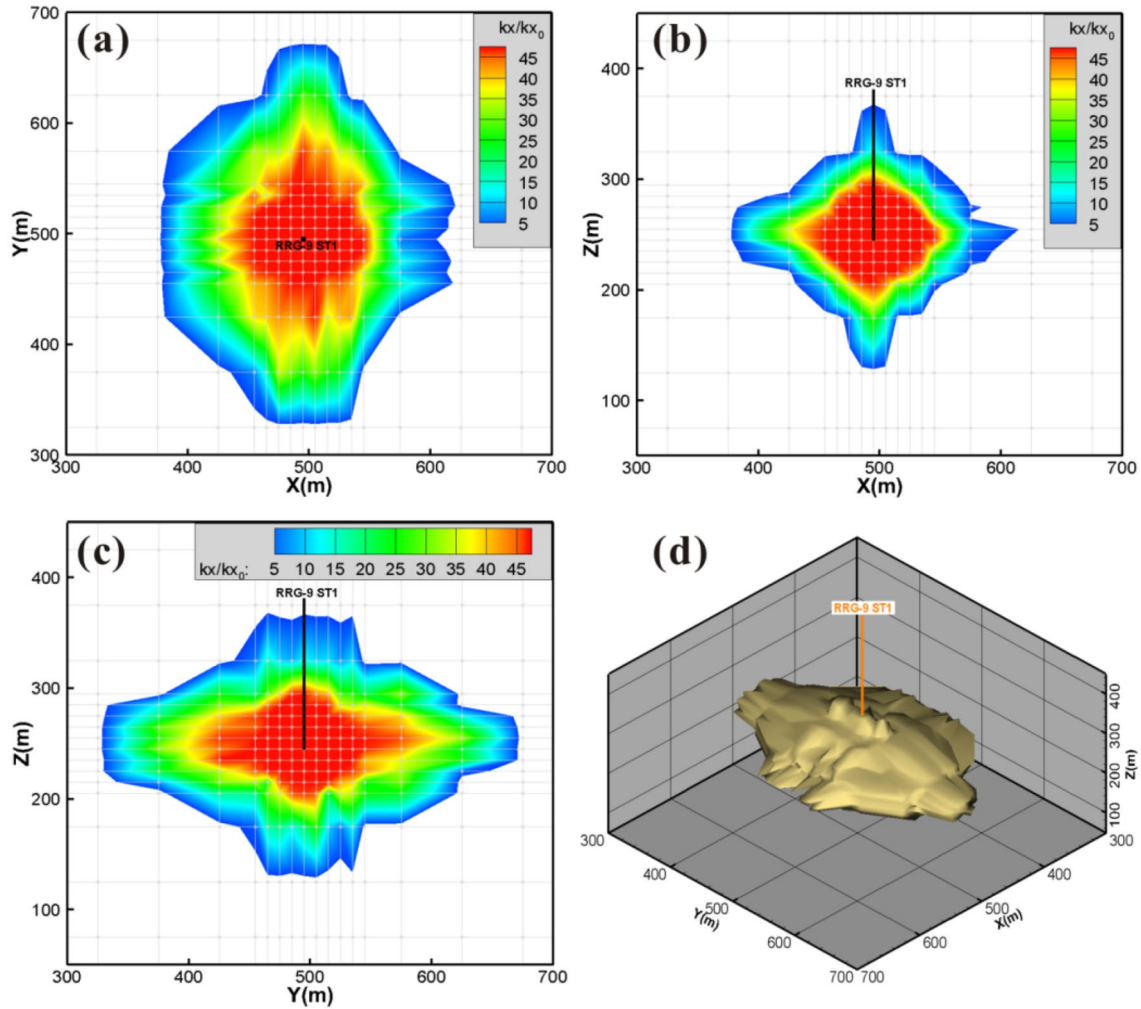 (a)
kx/kx₀
45
40
35
30
25
20
15
10
5
RRG-9 ST1
700
600
500
400
300
Y(m)
300 400 500 600 700
X(m)
(b)
kx/kx₀
45
40
35
30
25
20
15
10
5
RRG-9 ST1
400
300
200
100
Z(m)
300 400 500 600 700
X(m)
(c)
kx/kx₀: 5 10 15 20 25 30 35 40 45
RRG-9 ST1
400
300
200
100
Z(m)
300 400 500 600 700
Y(m)
(d)
RRG-9 ST1
400
300
200
100
Z(m)
300 400 500 600 700
Y(m)
700 600 500 400 300
X(m)